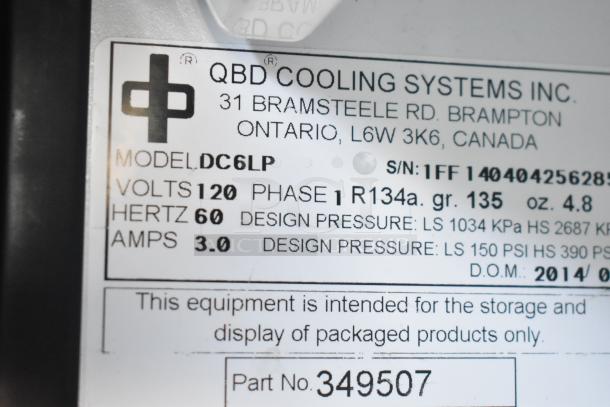 QBD® COOLING SYSTEMS INC.
31 BRAMSTEELE RD. BRAMPTON
ONTARIO, L6W 3K6, CANADA
MODEL DC6LP S/N: 1FF 1404042562
VOLTS 120 PHASE 1 R134a. gr. 135 oz. 4.8
HERTZ 60 DESIGN PRESSURE: LS 1034 KPa HS 2687
AMPS 3.0 DESIGN PRESSURE: LS 150 PSI HS 390
D.O.M.: 2014/
This equipment is intended for the storage and
display of packaged products only.
Part No. 349507